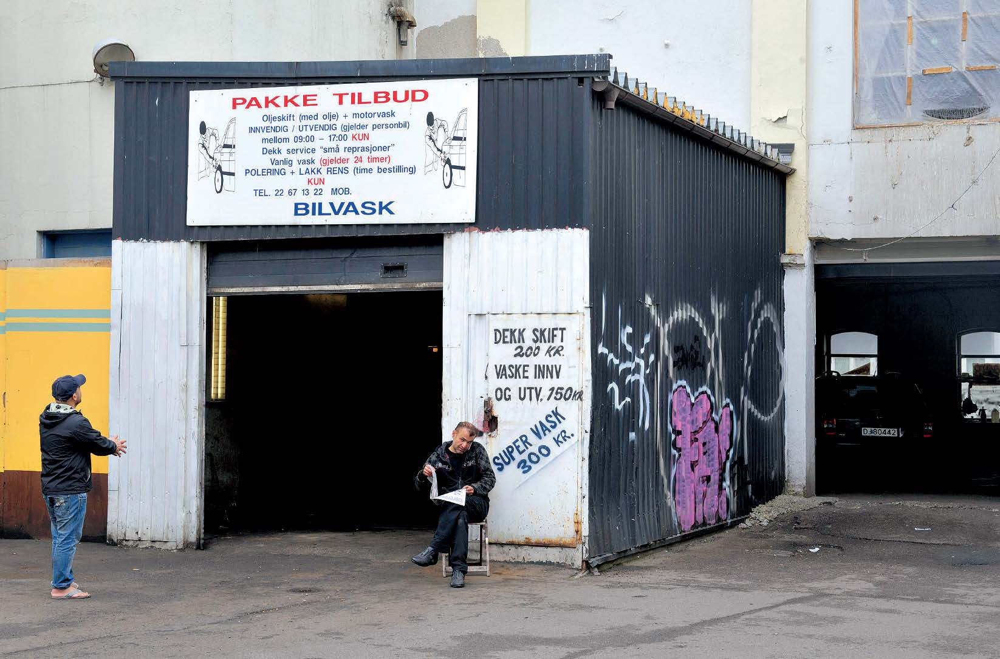 PAKKE TILBUD
Oljeskift (med olje) + motorvask
INNVENDIG / UTVENDIG (gjelder personbil)
mellom 09:00 – 17:00 KUN
Dekk service "små reprasjoner"
Vanlig vask (gjelder 24 timer)
POLERING + LAKK RENS (time bestilling)
KUN
TEL. 22 67 13 22 MOB.
BILVASK
DEKK SKIFT
200 KR.
VASKE INNV
OG UTV. 150KR
SUPER VASK
300 KR.
DJ 80442